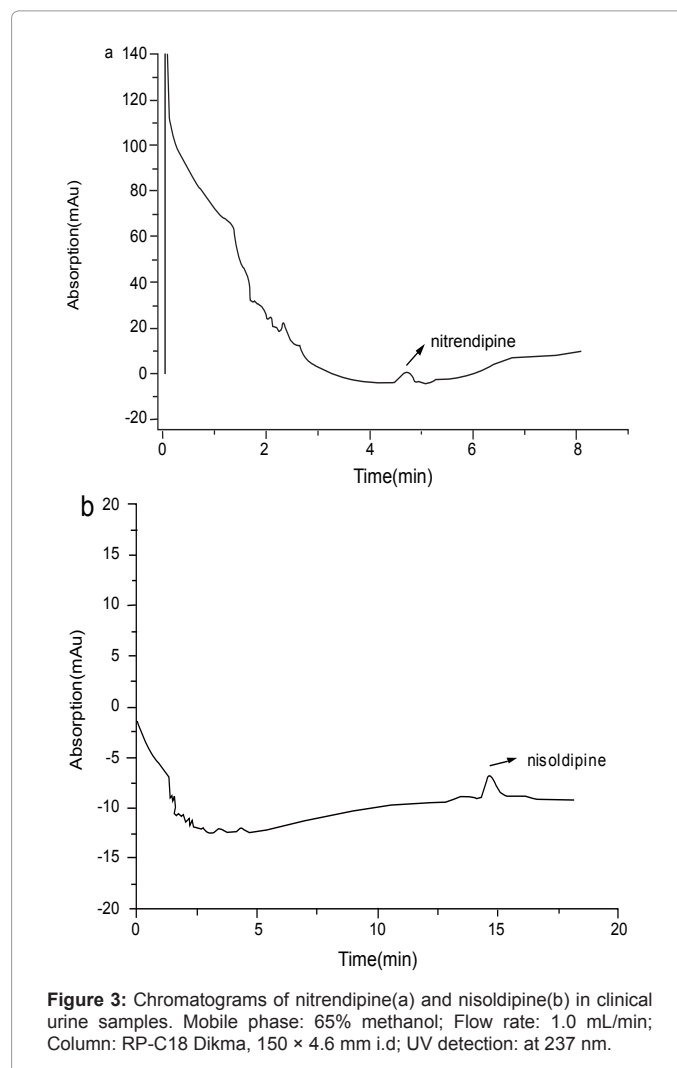 a
140
120
100
80
60
40
20
0
-20
Absorption(mAu)
nitrendipine
0 2 4 6 8
Time(min)
b
20
15
10
5
0
-5
-10
-15
-20
Absorption(mAu)
nisoldipine
0 5 10 15 20
Time(min)
Figure 3: Chromatograms of nitrendipine(a) and nisoldipine(b) in clinical
urine samples. Mobile phase: 65% methanol; Flow rate: 1.0 mL/min;
Column: RP-C18 Dikma, 150 × 4.6 mm i.d; UV detection: at 237 nm.